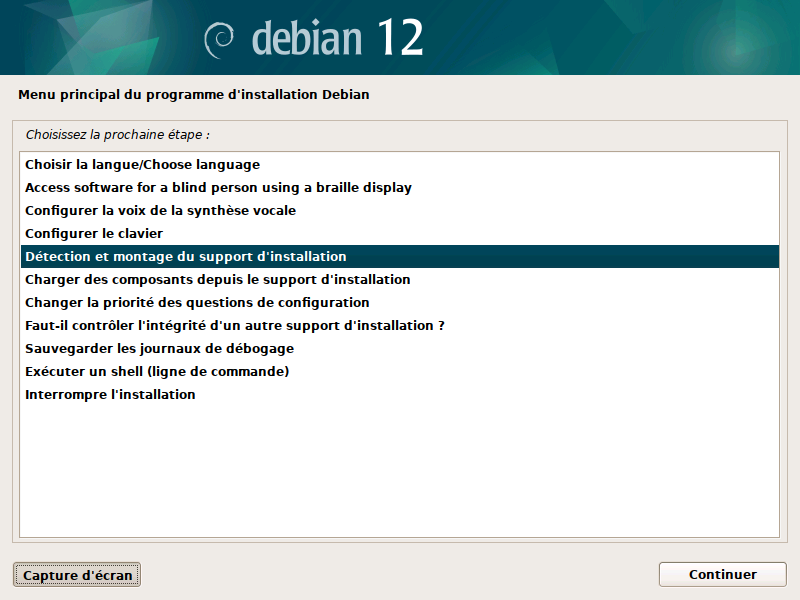 debian 12
Menu principal du programme d'installation Debian
Choisissez la prochaine étape :
Choisir la langue/Choose language
Access software for a blind person using a braille display
Configurer la voix de la synthèse vocale
Configurer le clavier
Détection et montage du support d'installation
Charger des composants depuis le support d'installation
Changer la priorité des questions de configuration
Faut-il contrôler l'intégrité d'un autre support d'installation ?
Sauvegarder les journaux de débogage
Exécuter un shell (ligne de commande)
Interrompre l'installation
Capture d'écran
Continuer